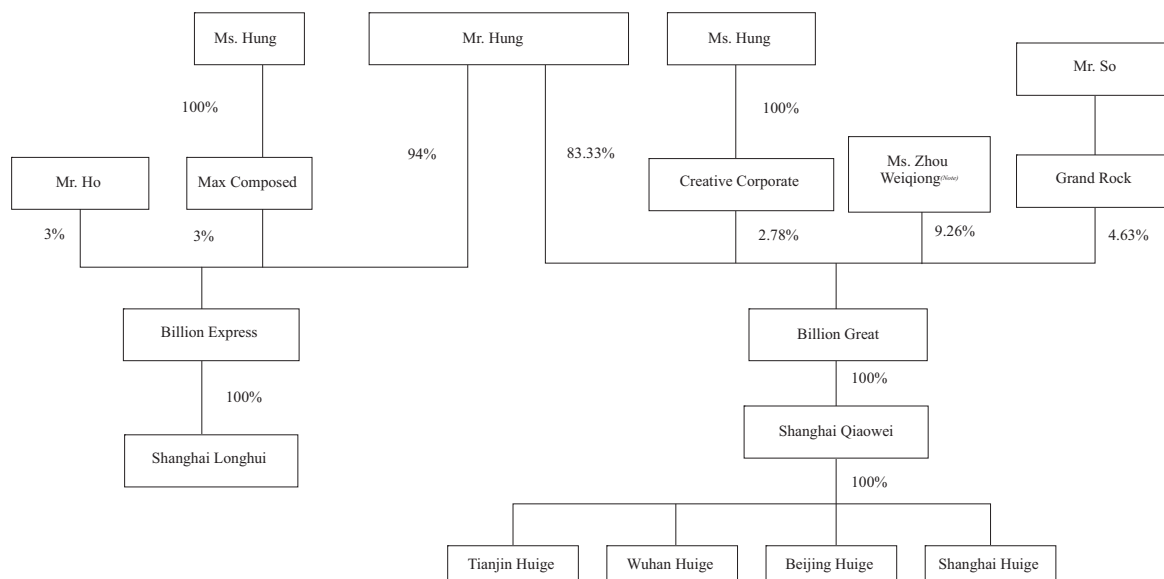 Ms. Hung
Mr. Hung
Ms. Hung
Mr. So
100%
100%
94%
83.33%
Mr. Ho
Max Composed
Creative Corporate
Ms. Zhou
Weiqiong(Note)
Grand Rock
3%
3%
2.78%
9.26%
4.63%
Billion Express
Billion Great
100%
100%
Shanghai Longhui
Shanghai Qiaowei
100%
Tianjin Huige
Wuhan Huige
Beijing Huige
Shanghai Huige